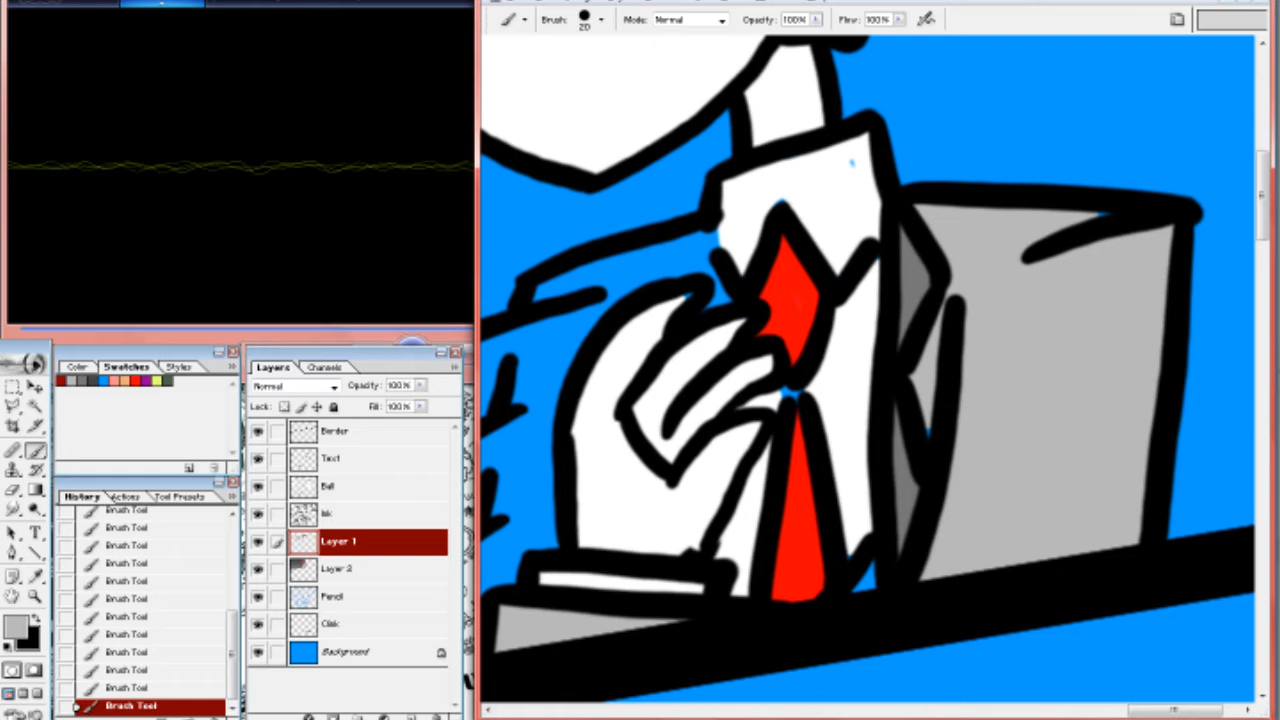 Brush: 20 Mode: Normal Opacity: 100% Flow: 100%
Color Swatches Styles
Layers Channels
Normal Opacity: 100%
Lock: Fill: 100%
Border
Text
Ball
Ink
Layer 1
Layer 2
Pencil
Background
History Actions Tool Presets
Brush Tool
Brush Tool
Brush Tool
Brush Tool
Brush Tool
Brush Tool
Brush Tool
Brush Tool
Brush Tool
Brush Tool
Brush Tool
Brush Tool